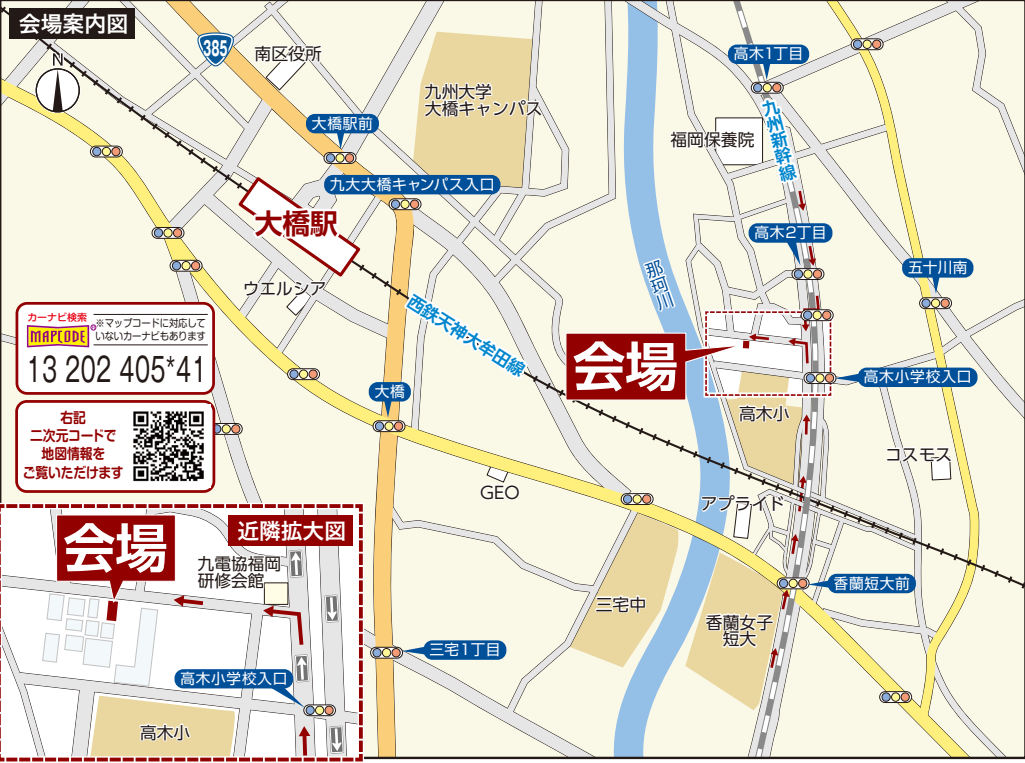 会場案内図
N
385
南区役所
九州大学
大橋キャンパス
大橋駅前
九大大橋キャンパス入口
大橋駅
ウエルシア
西鉄天神大牟田線
高木1丁目
福岡保養院
九州新幹線
高木2丁目
五十川南
那珂川
会場
高木小学校入口
高木小
コスモス
カーナビ検索
MAPCODE
®
※マップコードに対応して
いないカーナビもあります
13 202 405*41
右記
二次元コードで
地図情報を
ご覧いただけます
大橋
GEO
アプライド
三宅中
香蘭短大前
香蘭女子
短大
三宅1丁目
近隣拡大図
会場
九電協福岡
研修会館
高木小学校入口
高木小